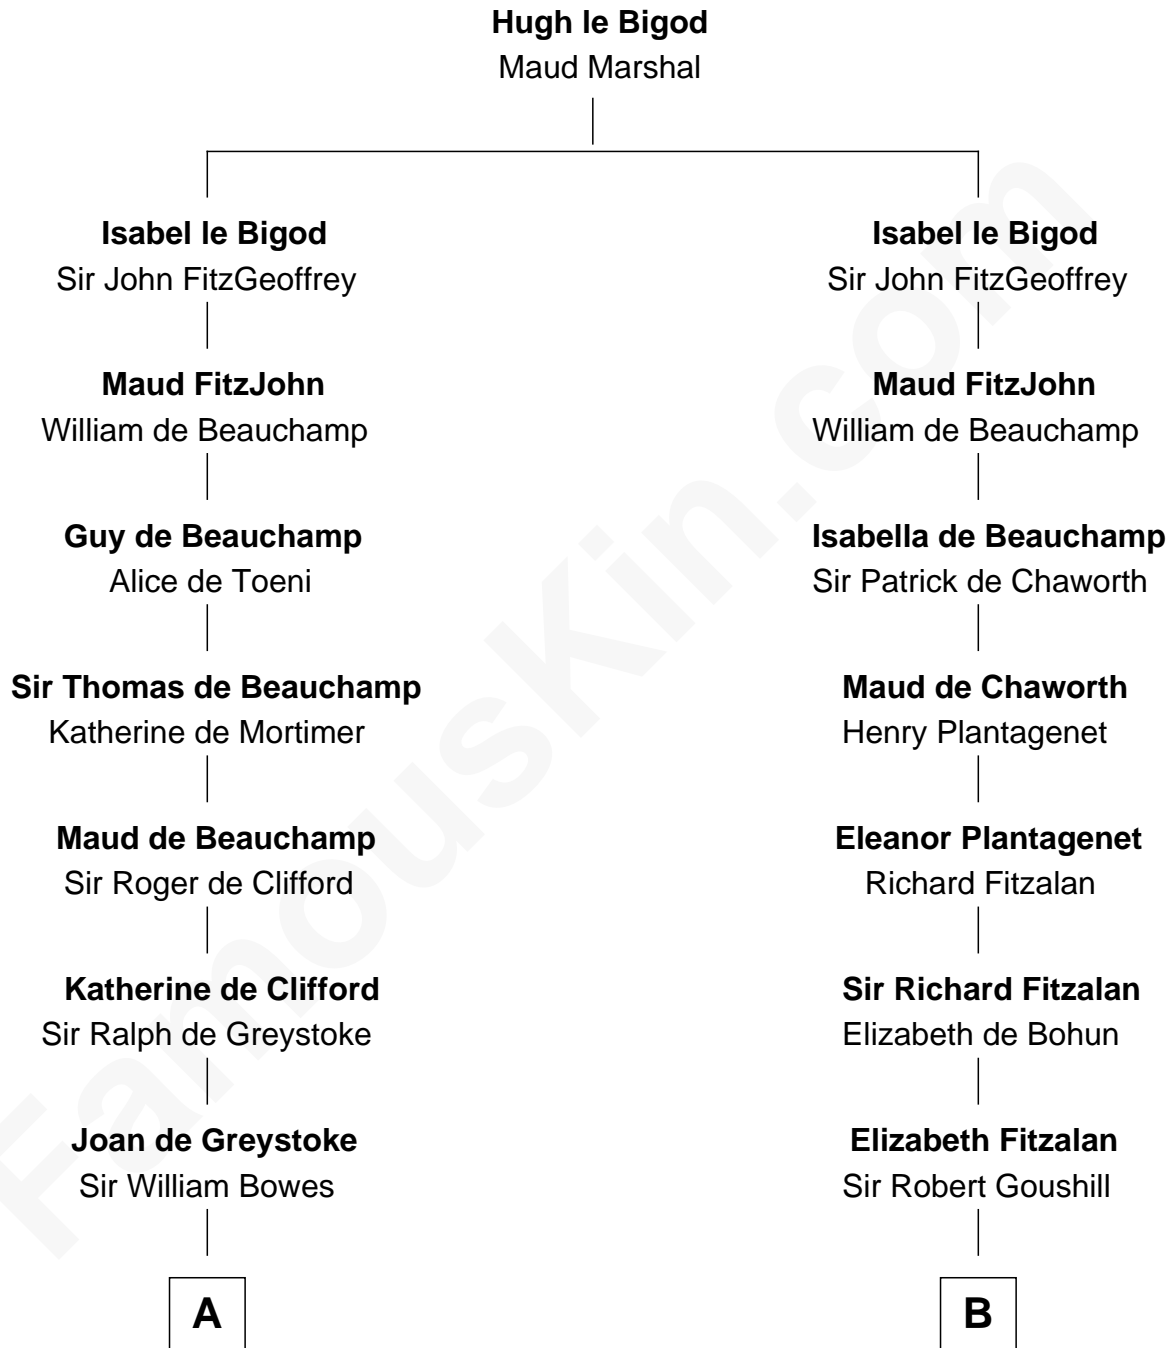 Hugh le Bigod
Maud Marshal
Isabel le Bigod
Sir John FitzGeoffrey
Isabel le Bigod
Sir John FitzGeoffrey
Maud FitzJohn
William de Beauchamp
Maud FitzJohn
William de Beauchamp
Guy de Beauchamp
Alice de Toeni
Isabella de Beauchamp
Sir Patrick de Chaworth
Sir Thomas de Beauchamp
Katherine de Mortimer
Maud de Chaworth
Henry Plantagenet
Maud de Beauchamp
Sir Roger de Clifford
Eleanor Plantagenet
Richard Fitzalan
Katherine de Clifford
Sir Ralph de Greystoke
Sir Richard Fitzalan
Elizabeth de Bohun
Joan de Greystoke
Sir William Bowes
Elizabeth Fitzalan
Sir Robert Goushill
A
B
FamousKin.com